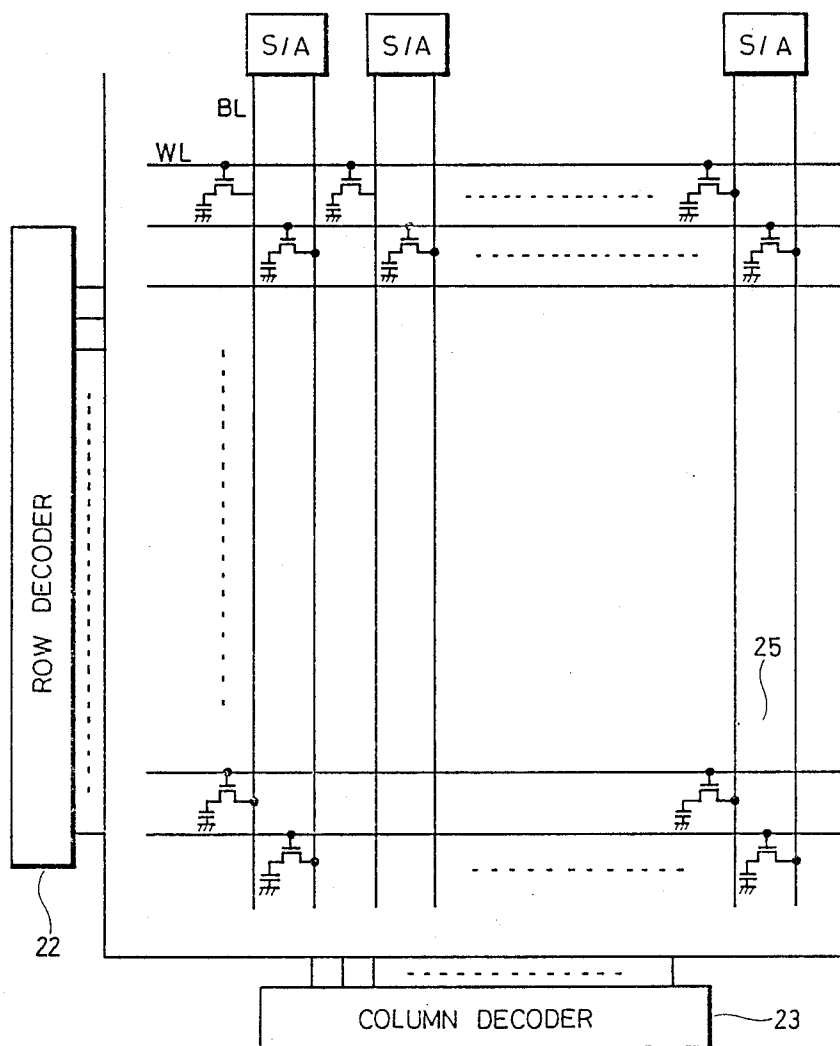 S/A S/A S/A
BL
WL
ROW DECODER
25
22
COLUMN DECODER
23